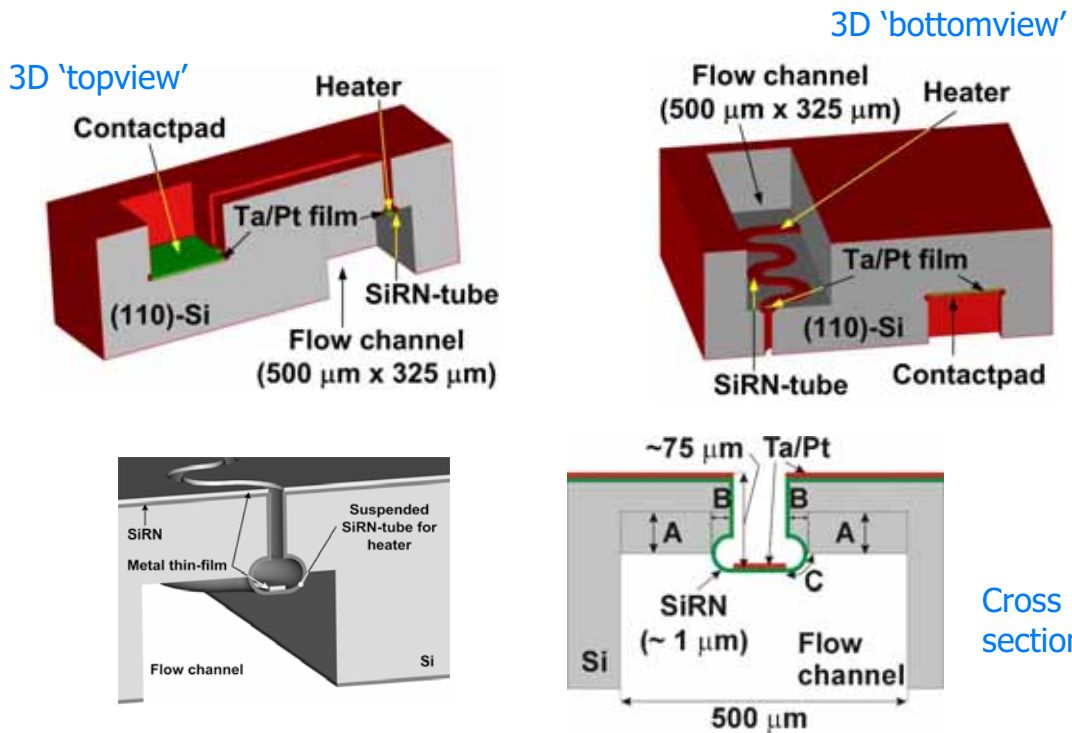 3D ‘topview’
Heater
Contactpad
Ta/Pt film
(110)-Si
SiRN-tube
Flow channel
(500 μm x 325 μm)
3D ‘bottomview’
Flow channel
(500 μm x 325 μm)
Heater
Ta/Pt film
(110)-Si
SiRN-tube
Contactpad
SiRN
Suspended
SiRN-tube for
heater
Metal thin-film
Flow channel
Si
~75 μm
Ta/Pt
B
B
A
A
C
SiRN
(~ 1 μm)
Flow
channel
Si
500 μm
Cross
section